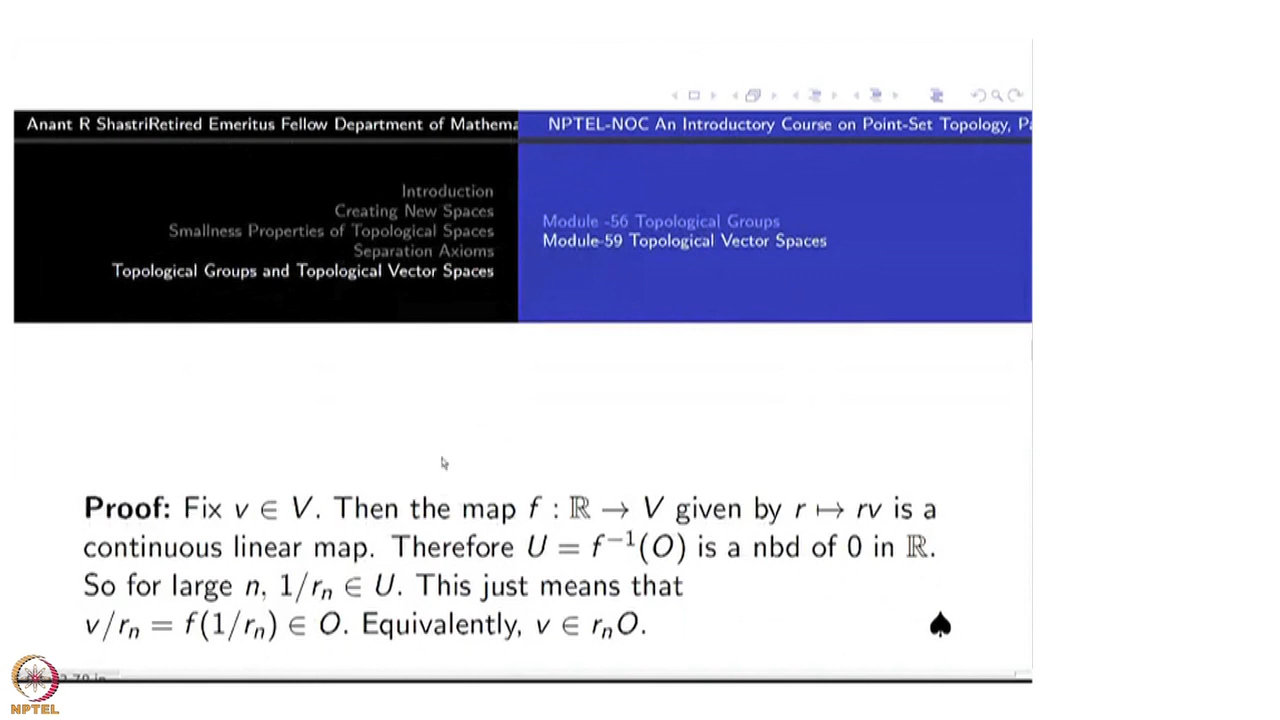 Anant R ShastriRetired Emeritus Fellow Department of Mathema
NPTEL-NOC An Introductory Course on Point-Set Topology, Pa
Introduction
Creating New Spaces
Smallness Properties of Topological Spaces
Separation Axioms
Topological Groups and Topological Vector Spaces
Module -56 Topological Groups
Module-59 Topological Vector Spaces
Proof: Fix v ∈ V. Then the map f : ℝ → V given by r ↦ rv is a
continuous linear map. Therefore U = f⁻¹(O) is a nbd of 0 in ℝ.
So for large n, 1/rₙ ∈ U. This just means that
v/rₙ = f(1/rₙ) ∈ O. Equivalently, v ∈ rₙO. ♠
NPTEL